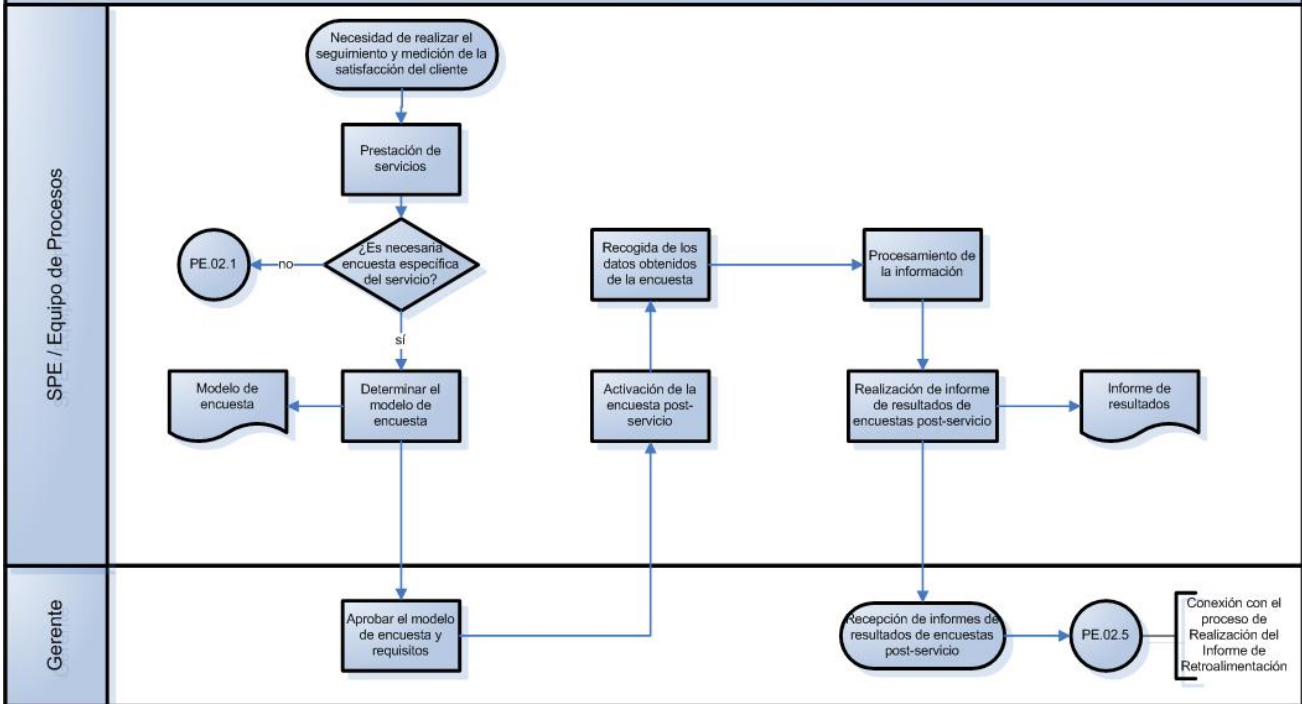 SPE / Equipo de Procesos
Necesidad de realizar el
seguimiento y medición de la
satisfacción del cliente
Prestación de
servicios
¿Es necesaria
encuesta específica
del servicio?
no
PE.02.1
sí
Determinar el
modelo de
encuesta
Modelo de
encuesta
Recogida de los
datos obtenidos
de la encuesta
Activación de la
encuesta post-
servicio
Procesamiento de
la información
Realización de informe
de resultados de
encuestas post-servicio
Informe de
resultados
Gerente
Aprobar el modelo
de encuesta y
requisitos
Recepción de informes de
resultados de encuestas
post-servicio
PE.02.5
Conexión con el
proceso de
Realización del
Informe de
Retroalimentación